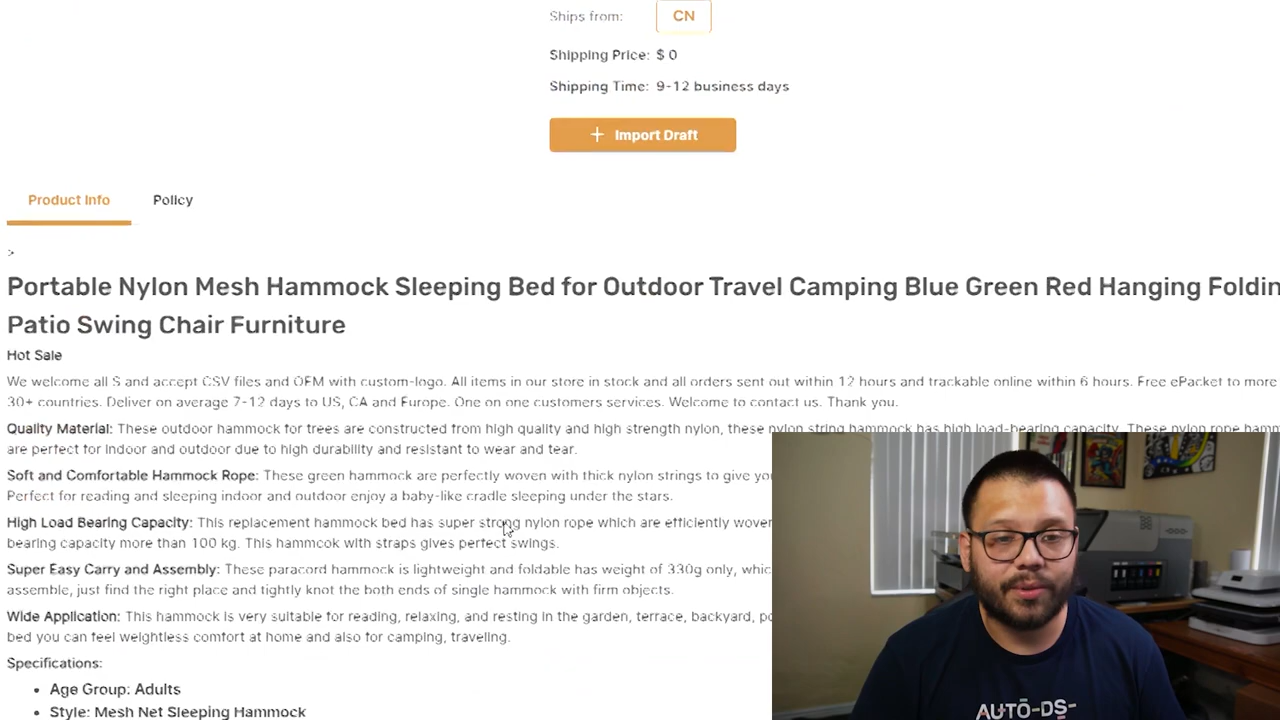 Ships from: CN
Shipping Price: $ 0
Shipping Time: 9-12 business days
+ Import Draft
Product Info Policy
>
Portable Nylon Mesh Hammock Sleeping Bed for Outdoor Travel Camping Blue Green Red Hanging Foldin
Patio Swing Chair Furniture
Hot Sale
We welcome all S and accept CSV files and OEM with custom-logo. All items in our store in stock and all orders sent out within 12 hours and trackable online within 6 hours. Free ePacket to more
30+ countries. Deliver on average 7-12 days to US, CA and Europe. One on one customers services. Welcome to contact us. Thank you.
Quality Material: These outdoor hammock for trees are constructed from high quality and high strength nylon, these nylon string hammock has high load-bearing capacity. These nylon rope hamm
are perfect for indoor and outdoor due to high durability and resistant to wear and tear.
Soft and Comfortable Hammock Rope: These green hammock are perfectly woven with thick nylon strings to give you
Perfect for reading and sleeping indoor and outdoor enjoy a baby-like cradle sleeping under the stars.
High Load Bearing Capacity: This replacement hammock bed has super strong nylon rope which are efficiently woven
bearing capacity more than 100 kg. This hammcok with straps gives perfect swings.
Super Easy Carry and Assembly: These paracord hammock is lightweight and foldable has weight of 330g only, whic
assemble, just find the right place and tightly knot the both ends of single hammock with firm objects.
Wide Application: This hammock is very suitable for reading, relaxing, and resting in the garden, terrace, backyard, po
bed you can feel weightless comfort at home and also for camping, traveling.
Specifications:
• Age Group: Adults
• Style: Mesh Net Sleeping Hammock
AUTO-DS-